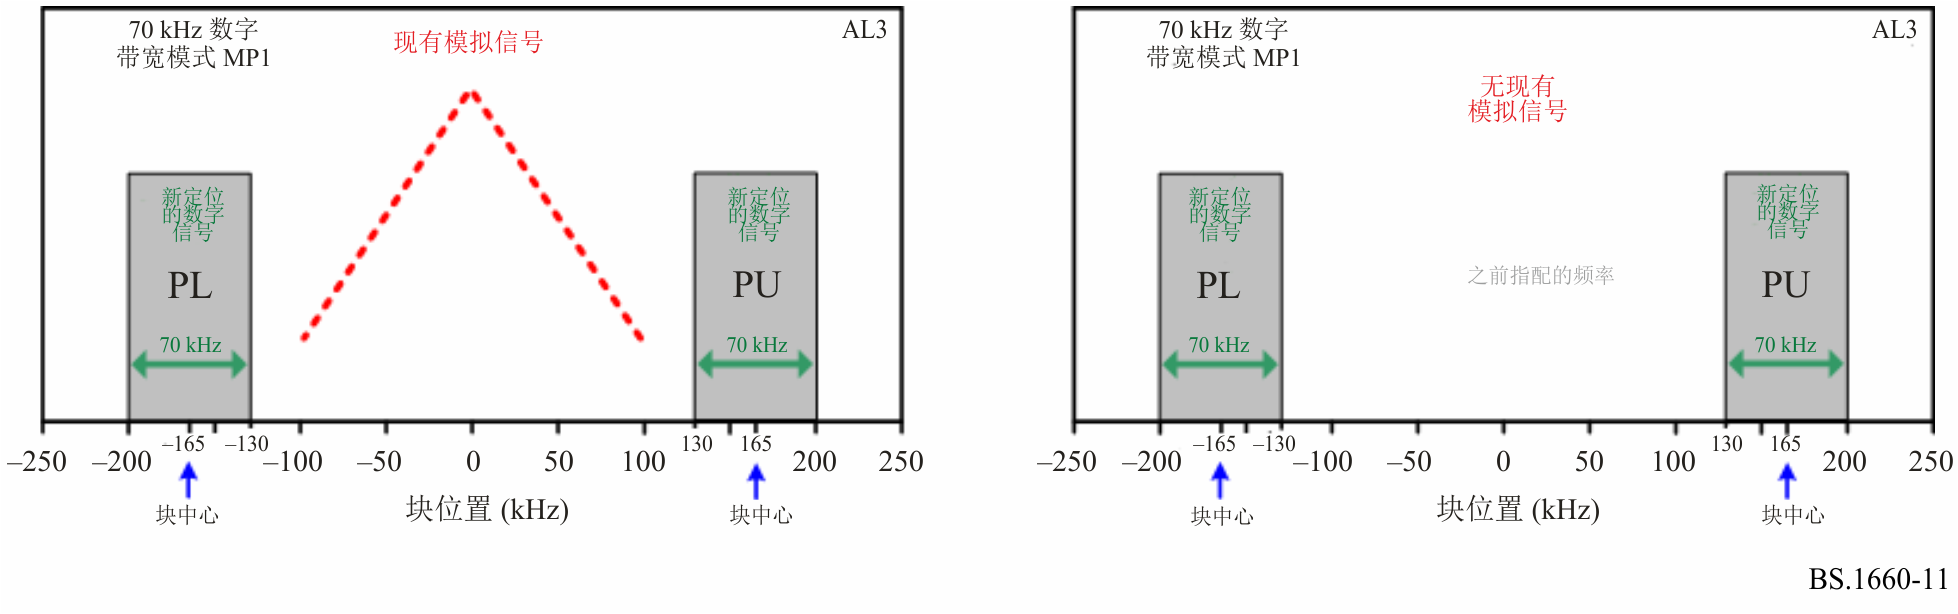 70 kHz 数字
带宽模式 MP1
现有模拟信号
AL3
新定位
的数字
信号
PL
70 kHz
新定位
的数字
信号
PU
70 kHz
–165
–130
130
165
–250
–200
–100
–50
0
50
100
200
250
块中心
块位置 (kHz)
块中心
70 kHz 数字
带宽模式 MP1
AL3
无现有
模拟信号
新定位
的数字
信号
PL
70 kHz
之前指配的频率
新定位
的数字
信号
PU
70 kHz
–165
–130
130
165
–250
–200
–100
–50
0
50
100
200
250
块中心
块位置 (kHz)
块中心
BS.1660-11